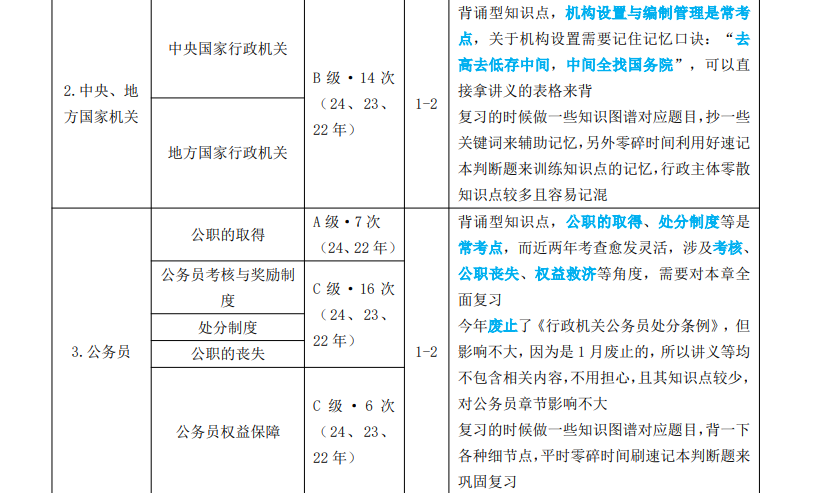 2.中央、地
方国家机关
中央国家行政机关
地方国家行政机关
B 级·14 次
（24、23、
22 年）
1-2
背诵型知识点，机构设置与编制管理是常考
点，关于机构设置需要记住记忆口诀：“去
高去低存中间，中间全找国务院”，可以直
接拿讲义的表格来背
复习的时候做一些知识图谱对应题目，抄一些
关键词来辅助记忆，另外零碎时间利用好速记
本判断题来训练知识点的记忆，行政主体零散
知识点较多且容易记混
3.公务员
公职的取得
A 级·7 次
（24、22 年）
公务员考核与奖励制
度
处分制度
公职的丧失
C 级·16 次
（24、23、
22 年）
公务员权益保障
C 级·6 次
（24、23、
22 年）
1-2
背诵型知识点，公职的取得、处分制度等是
常考点，而近两年考查愈发灵活，涉及考核、
公职丧失、权益救济等角度，需要对本章全
面复习
今年废止了《行政机关公务员处分条例》，但
影响不大，因为是 1 月废止的，所以讲义等均
不包含相关内容，不用担心，且其知识点较少，
对公务员章节影响不大
复习的时候做一些知识图谱对应题目，背一下
各种细节点，平时零碎时间刷速记本判断题来
巩固复习